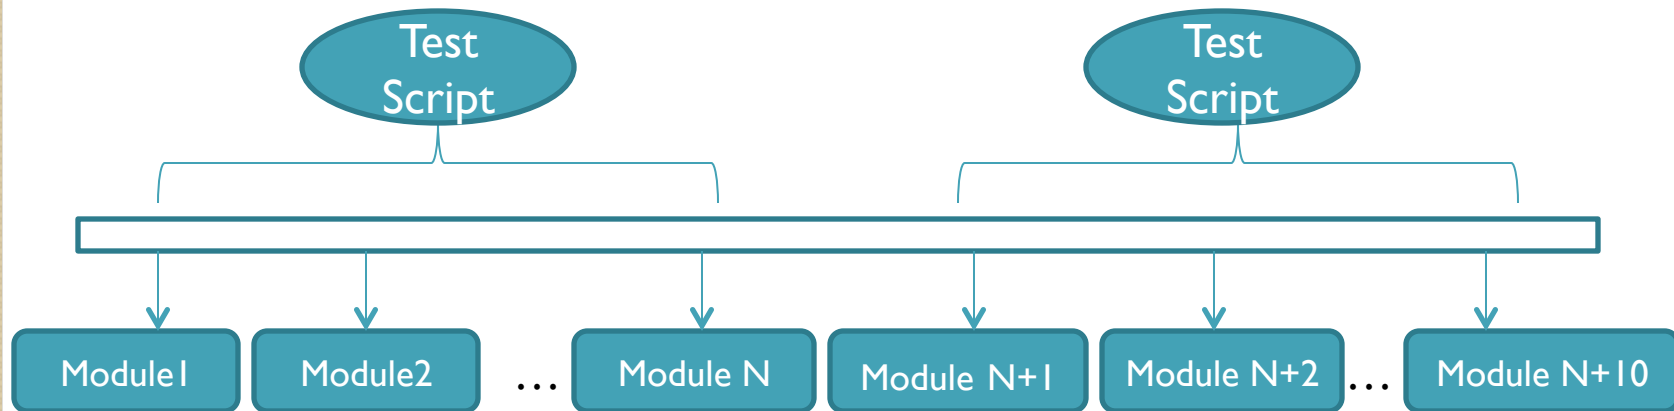 Test
Script
Test
Script
Module1
Module2
...
Module N
Module N+1
Module N+2
...
Module N+10